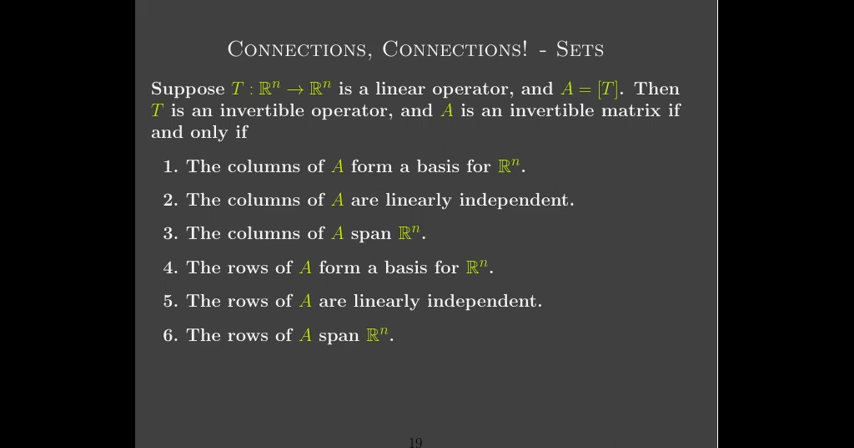 Connections, Connections! - Sets
Suppose T : ℝⁿ → ℝⁿ is a linear operator, and A = [T]. Then
T is an invertible operator, and A is an invertible matrix if
and only if
1. The columns of A form a basis for ℝⁿ.
2. The columns of A are linearly independent.
3. The columns of A span ℝⁿ.
4. The rows of A form a basis for ℝⁿ.
5. The rows of A are linearly independent.
6. The rows of A span ℝⁿ.
19